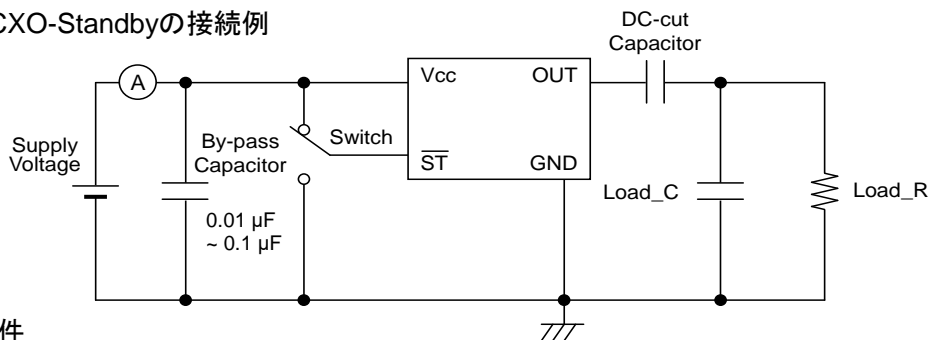 CXO-Standbyの接続例
DC-cut
Capacitor
A
Vcc
OUT
Supply
Voltage
By-pass
Capacitor
Switch
ST
GND
0.01 µF
~ 0.1 µF
Load_C
Load_R
件